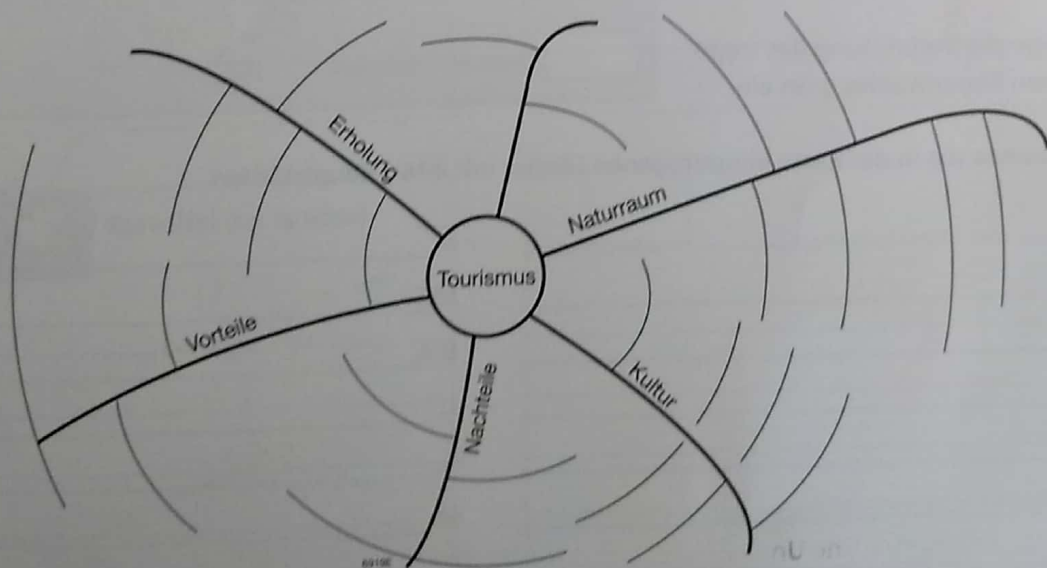 Erholung
Naturraum
Tourismus
Vorteile
Nachteile
Kultur